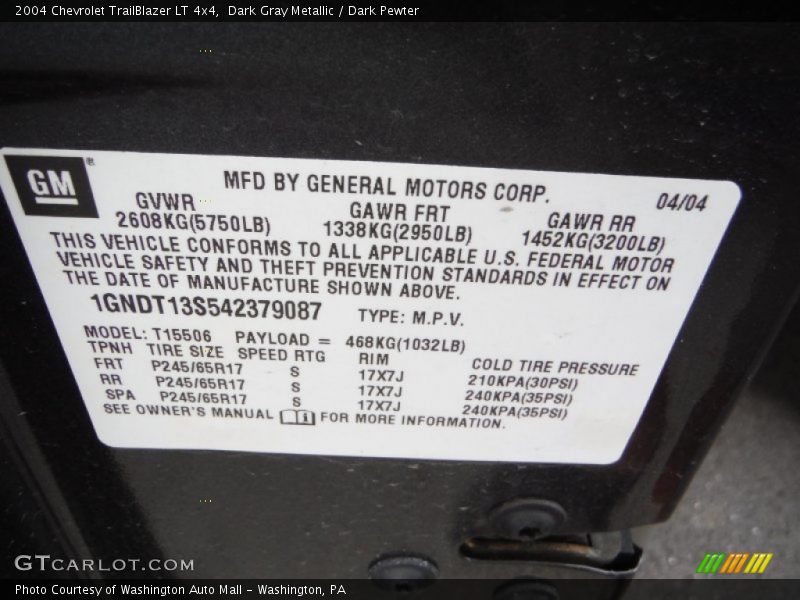 2004 Chevrolet TrailBlazer LT 4x4, Dark Gray Metallic / Dark Pewter
GM®
MFD BY GENERAL MOTORS CORP. 04/04
GVWR GAWR FRT GAWR RR
2608KG(5750LB) 1338KG(2950LB) 1452KG(3200LB)
THIS VEHICLE CONFORMS TO ALL APPLICABLE U.S. FEDERAL MOTOR
VEHICLE SAFETY AND THEFT PREVENTION STANDARDS IN EFFECT ON
THE DATE OF MANUFACTURE SHOWN ABOVE.
1GNDT13S542379087 TYPE: M.P.V.
MODEL: T15506 PAYLOAD = 468KG(1032LB)
TPNH TIRE SIZE SPEED RTG RIM COLD TIRE PRESSURE
FRT P245/65R17 S 17X7J 210KPA(30PSI)
RR P245/65R17 S 17X7J 240KPA(35PSI)
SPA P245/65R17 S 17X7J 240KPA(35PSI)
SEE OWNER'S MANUAL FOR MORE INFORMATION.
GTCARLOT.COM
Photo Courtesy of Washington Auto Mall - Washington, PA